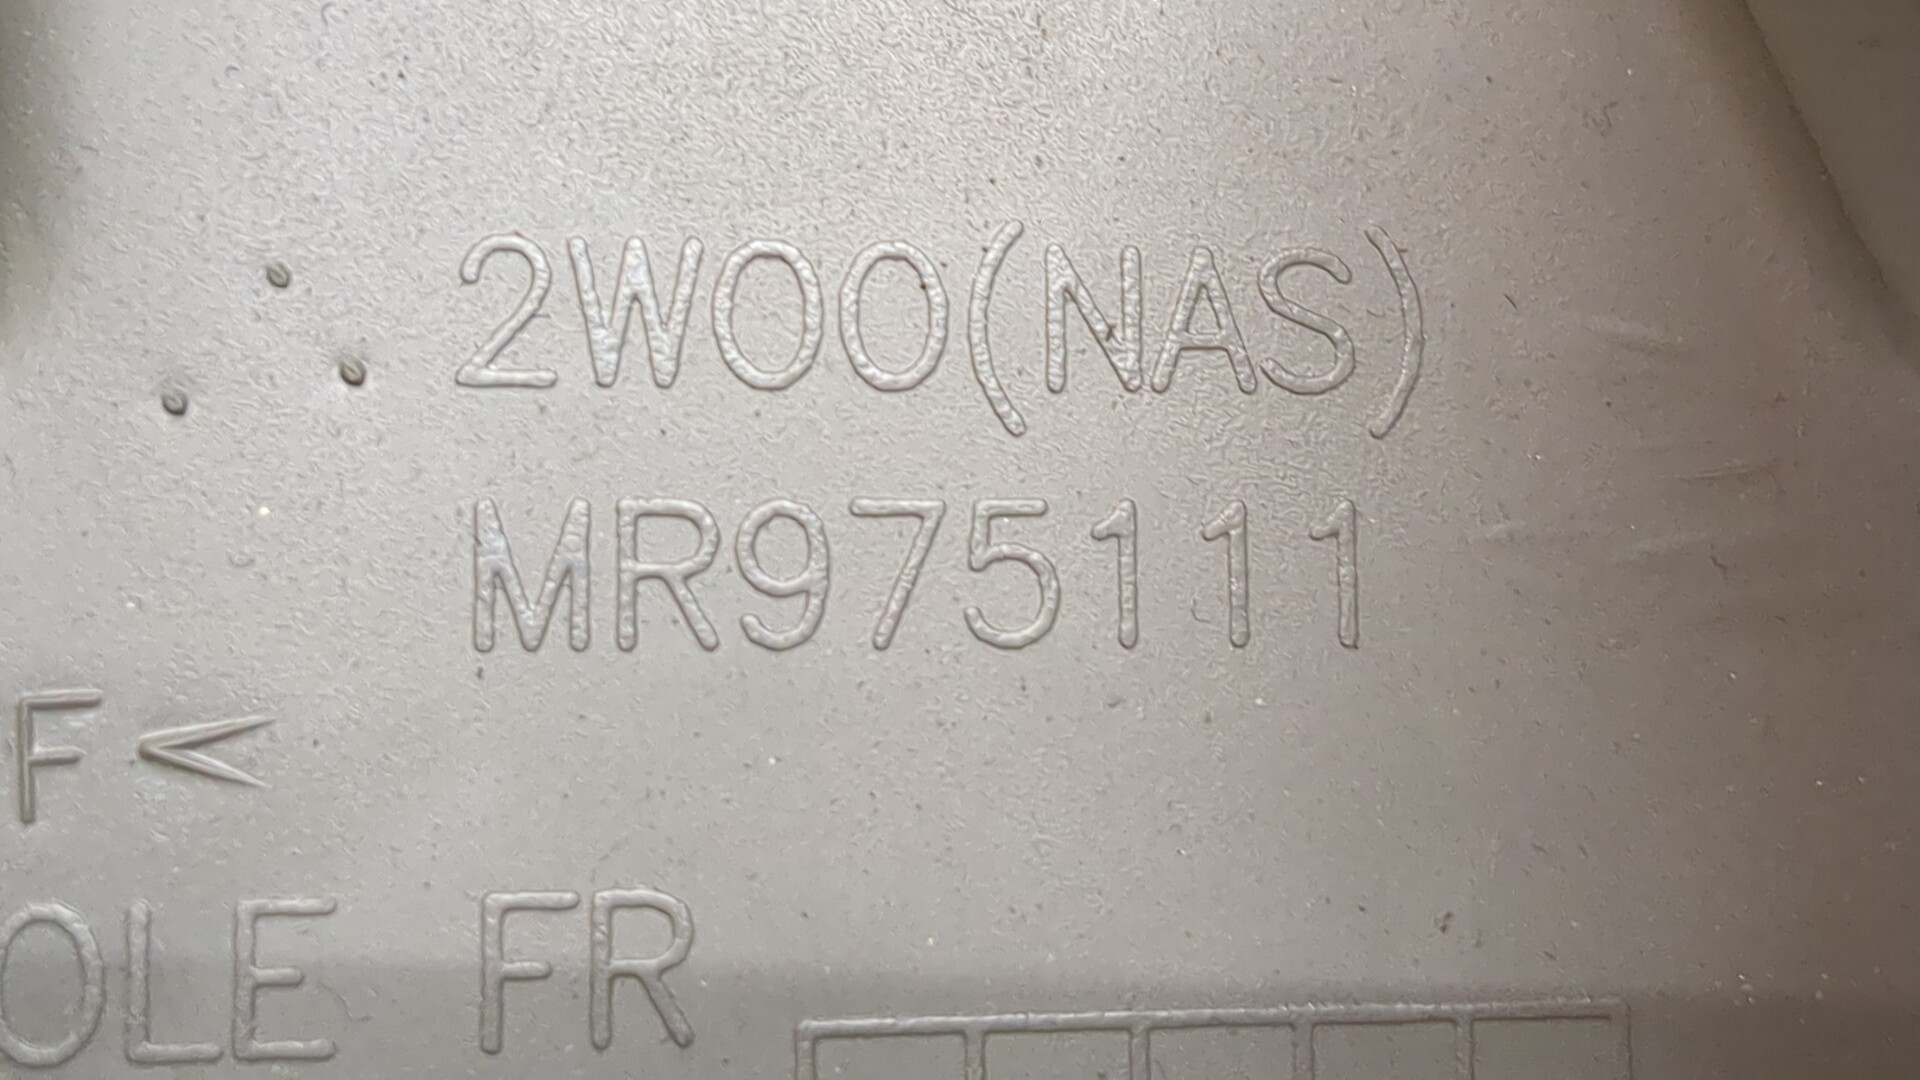 2W00(NAS)
MR975111
F<
OLE FR